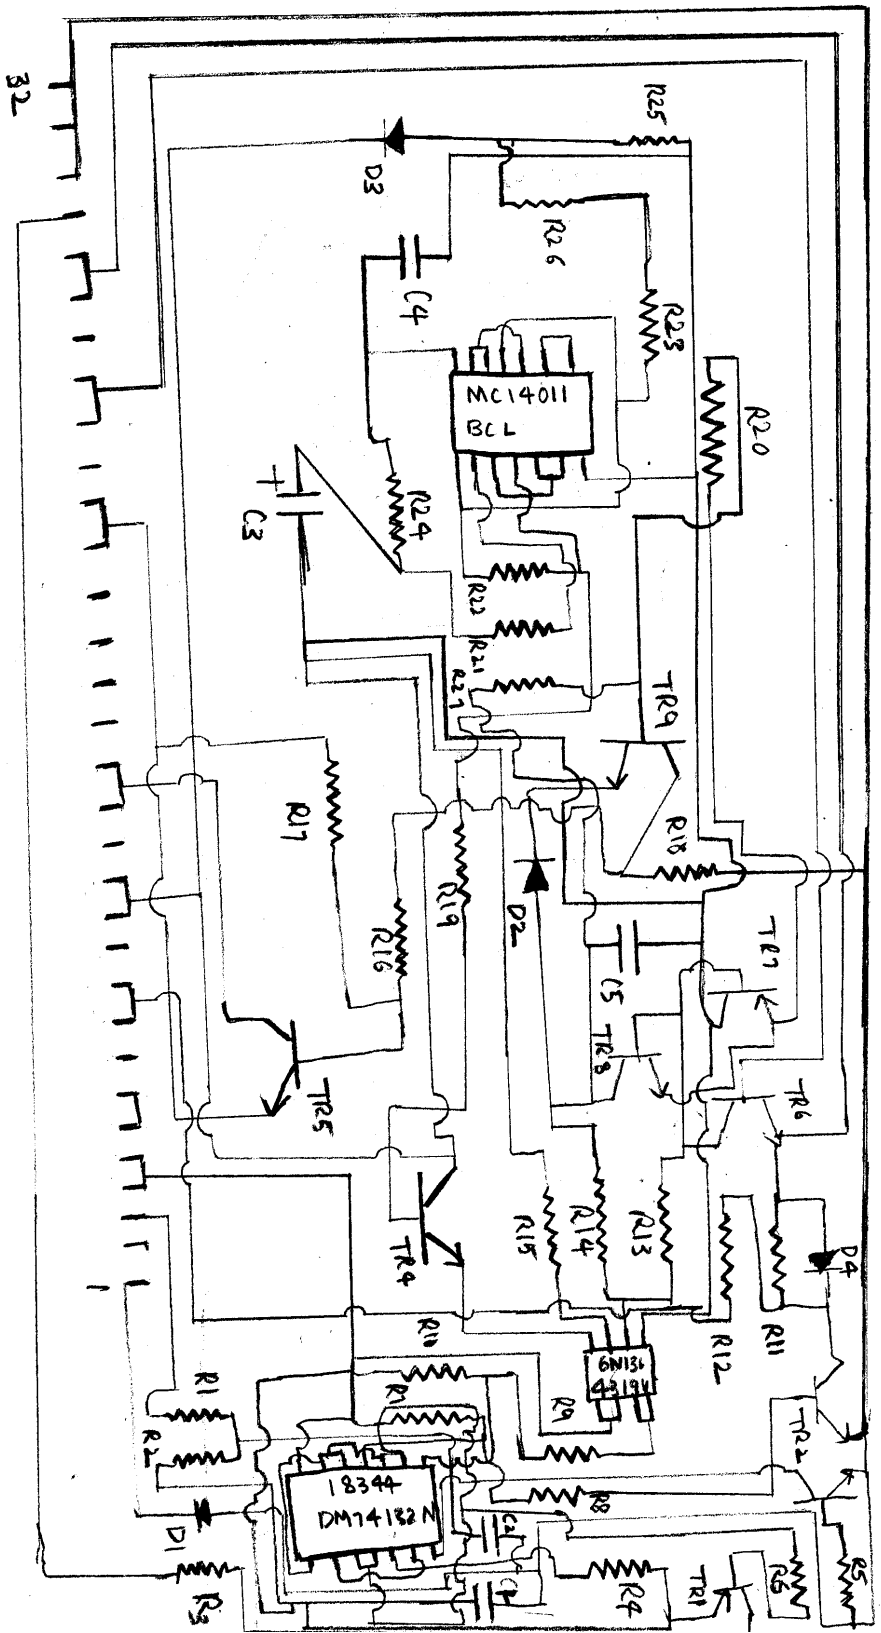 B2
R25
D3
R26
C4
R23
MC14011
BCL
R20
+
C3
R24
R22
R21
R27
TR9
R17
R18
R19
D2
R16
C5
TR7
TR8
TR6
TR5
TR4
R15
R14
R13
R12
R11
D4
6N136
4319V
R10
R9
TR2
R1
R2
R7
18344
DM74132N
R8
C2
C1
D1
R3
R4
TR1
R6
R5